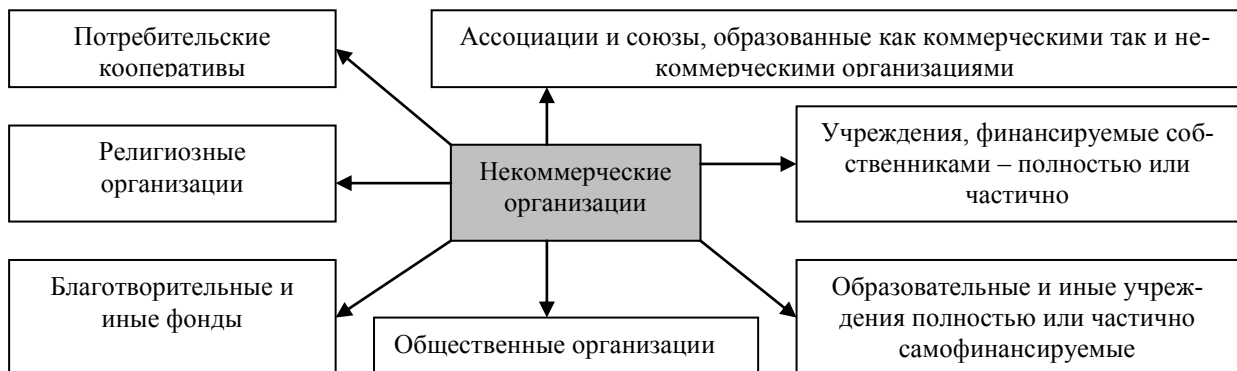 Потребительские
кооперативы
Ассоциации и союзы, образованные как коммерческими так и не-
коммерческими организациями
Религиозные
организации
Некоммерческие
организации
Учреждения, финансируемые соб-
ственниками – полностью или
частично
Благотворительные и
иные фонды
Общественные организации
Образовательные и иные учреж-
дения полностью или частично
самофинансируемые